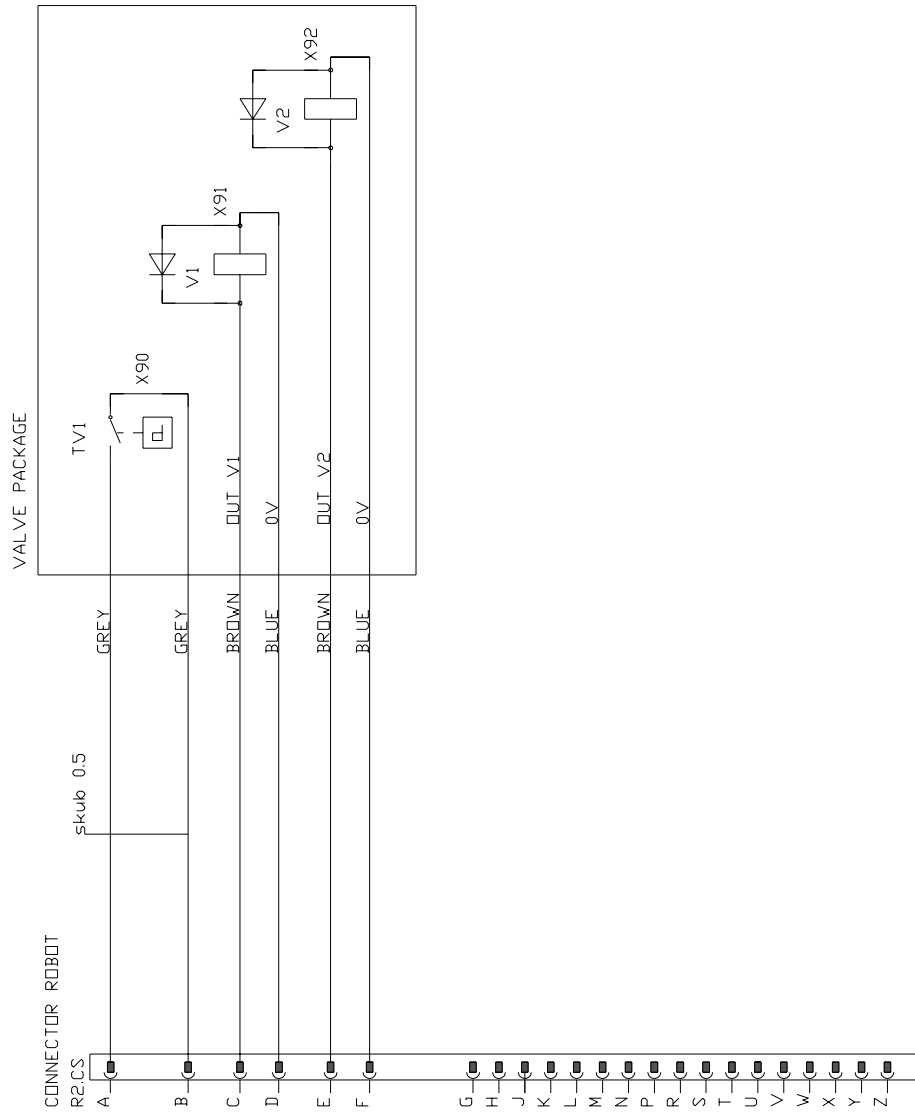 VALVE PACKAGE
TV1
X90
V1
X91
V2
X92
OUT V1
0V
OUT V2
0V
GREY
GREY
BROWN
BLUE
BROWN
BLUE
skub 0.5
CONNECTOR ROBOT
R2.CS
A
B
C
D
E
F
G
H
J
K
L
M
N
P
R
S
T
U
V
W
X
Y
Z